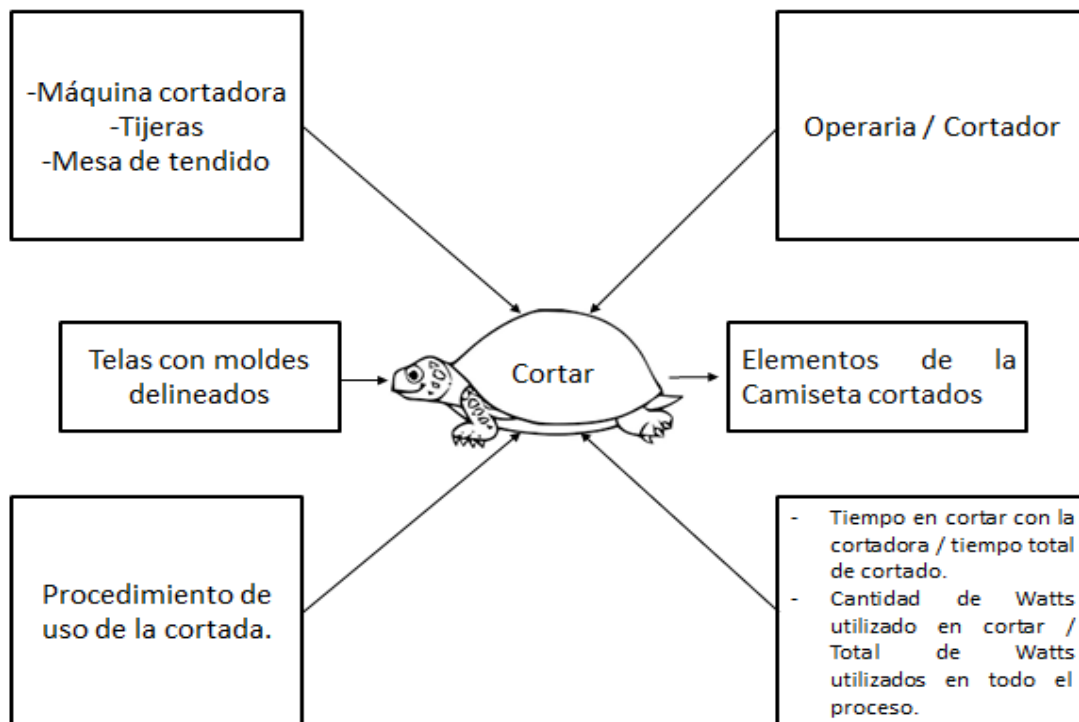 -Máquina cortadora
-Tijeras
-Mesa de tendido
Operaria / Cortador
Telas con moldes
delineados
Cortar
Elementos de la
Camiseta cortados
Procedimiento de
uso de la cortada.
- Tiempo en cortar con la
cortadora / tiempo total
de cortado.
- Cantidad de Watts
utilizado en cortar /
Total de Watts
utilizados en todo el
proceso.